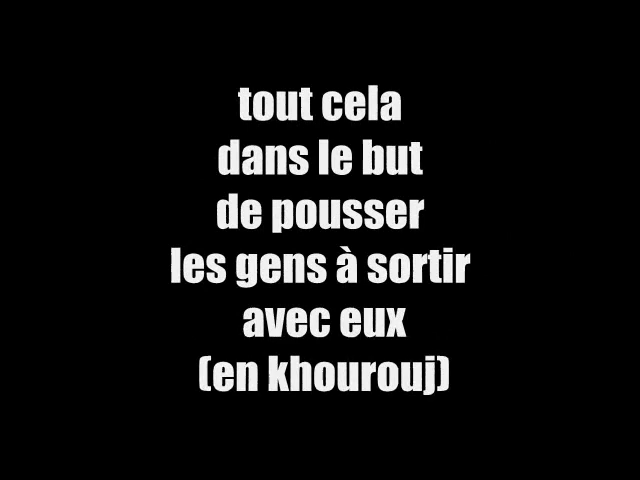 tout cela
dans le but
de pousser
les gens à sortir
avec eux
(en khourouj)